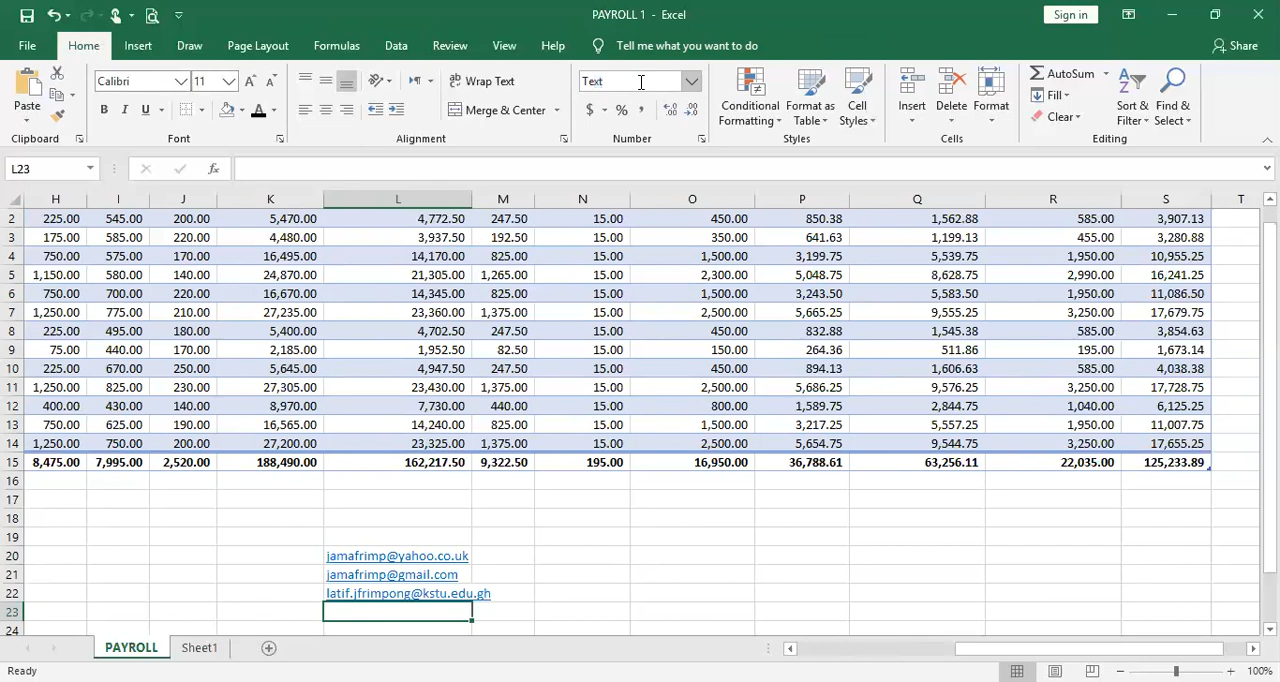 PAYROLL 1 - Excel
Sign in
File Home Insert Draw Page Layout Formulas Data Review View Help Tell me what you want to do Share
Paste
Clipboard
Calibri 11
B I U
Font
Wrap Text
Merge & Center
Alignment
Text
$ % ,
Number
Conditional Formatting
Format as Table
Cell Styles
Styles
Insert Delete Format
Cells
AutoSum
Fill
Clear
Sort & Filter
Find & Select
Editing
L23
fx
H I J K L M N O P Q R S T
2 225.00 545.00 200.00 5,470.00 4,772.50 247.50 15.00 450.00 850.38 1,562.88 585.00 3,907.13
3 175.00 585.00 220.00 4,480.00 3,937.50 192.50 15.00 350.00 641.63 1,199.13 455.00 3,280.88
4 750.00 575.00 170.00 16,495.00 14,170.00 825.00 15.00 1,500.00 3,199.75 5,539.75 1,950.00 10,955.25
5 1,150.00 580.00 140.00 24,870.00 21,305.00 1,265.00 15.00 2,300.00 5,048.75 8,628.75 2,990.00 16,241.25
6 750.00 700.00 220.00 16,670.00 14,345.00 825.00 15.00 1,500.00 3,243.50 5,583.50 1,950.00 11,086.50
7 1,250.00 775.00 210.00 27,235.00 23,360.00 1,375.00 15.00 2,500.00 5,665.25 9,555.25 3,250.00 17,679.75
8 225.00 495.00 180.00 5,400.00 4,702.50 247.50 15.00 450.00 832.88 1,545.38 585.00 3,854.63
9 75.00 440.00 170.00 2,185.00 1,952.50 82.50 15.00 150.00 264.36 511.86 195.00 1,673.14
10 225.00 670.00 250.00 5,645.00 4,947.50 247.50 15.00 450.00 894.13 1,606.63 585.00 4,038.38
11 1,250.00 825.00 230.00 27,305.00 23,430.00 1,375.00 15.00 2,500.00 5,686.25 9,576.25 3,250.00 17,728.75
12 400.00 430.00 140.00 8,970.00 7,730.00 440.00 15.00 800.00 1,589.75 2,844.75 1,040.00 6,125.25
13 750.00 625.00 190.00 16,565.00 14,240.00 825.00 15.00 1,500.00 3,217.25 5,557.25 1,950.00 11,007.75
14 1,250.00 750.00 200.00 27,200.00 23,325.00 1,375.00 15.00 2,500.00 5,654.75 9,544.75 3,250.00 17,655.25
15 8,475.00 7,995.00 2,520.00 188,490.00 162,217.50 9,322.50 195.00 16,950.00 36,788.61 63,256.11 22,035.00 125,233.89
16
17
18
19
20 jamafrimp@yahoo.co.uk
21 jamafrimp@gmail.com
22 latif.jfrimpong@kstu.edu.gh
23
24
PAYROLL Sheet1
Ready
100%